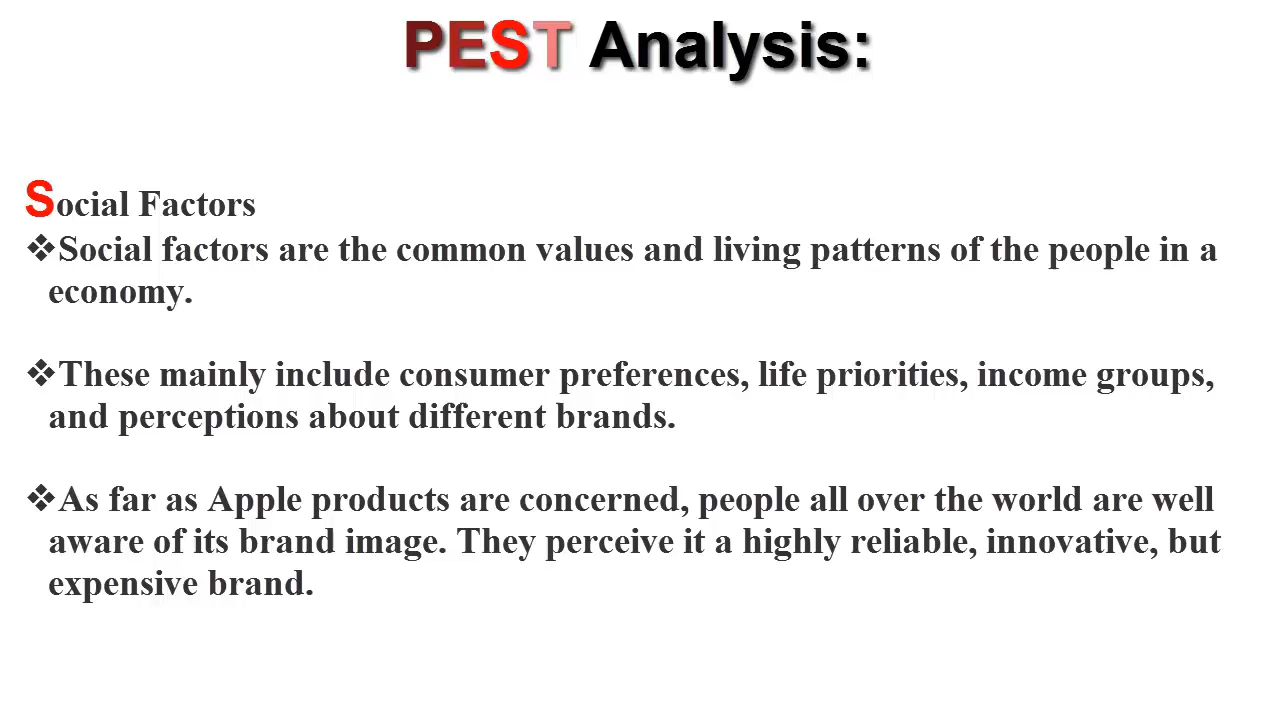 PEST Analysis:
Social Factors
❖Social factors are the common values and living patterns of the people in a
economy.
❖These mainly include consumer preferences, life priorities, income groups,
and perceptions about different brands.
❖As far as Apple products are concerned, people all over the world are well
aware of its brand image. They perceive it a highly reliable, innovative, but
expensive brand.